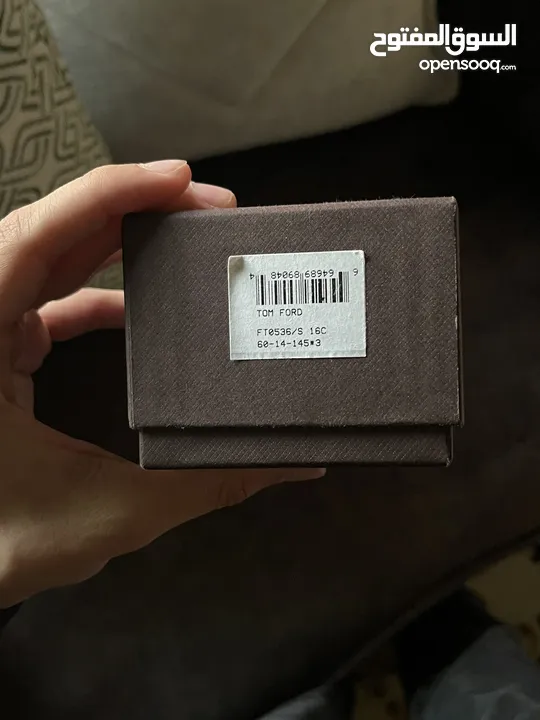 السوق المفتوح
opensooq.com
6 64689 89048 4
TOM FORD
FT0536/S 16C
60-14-145*3